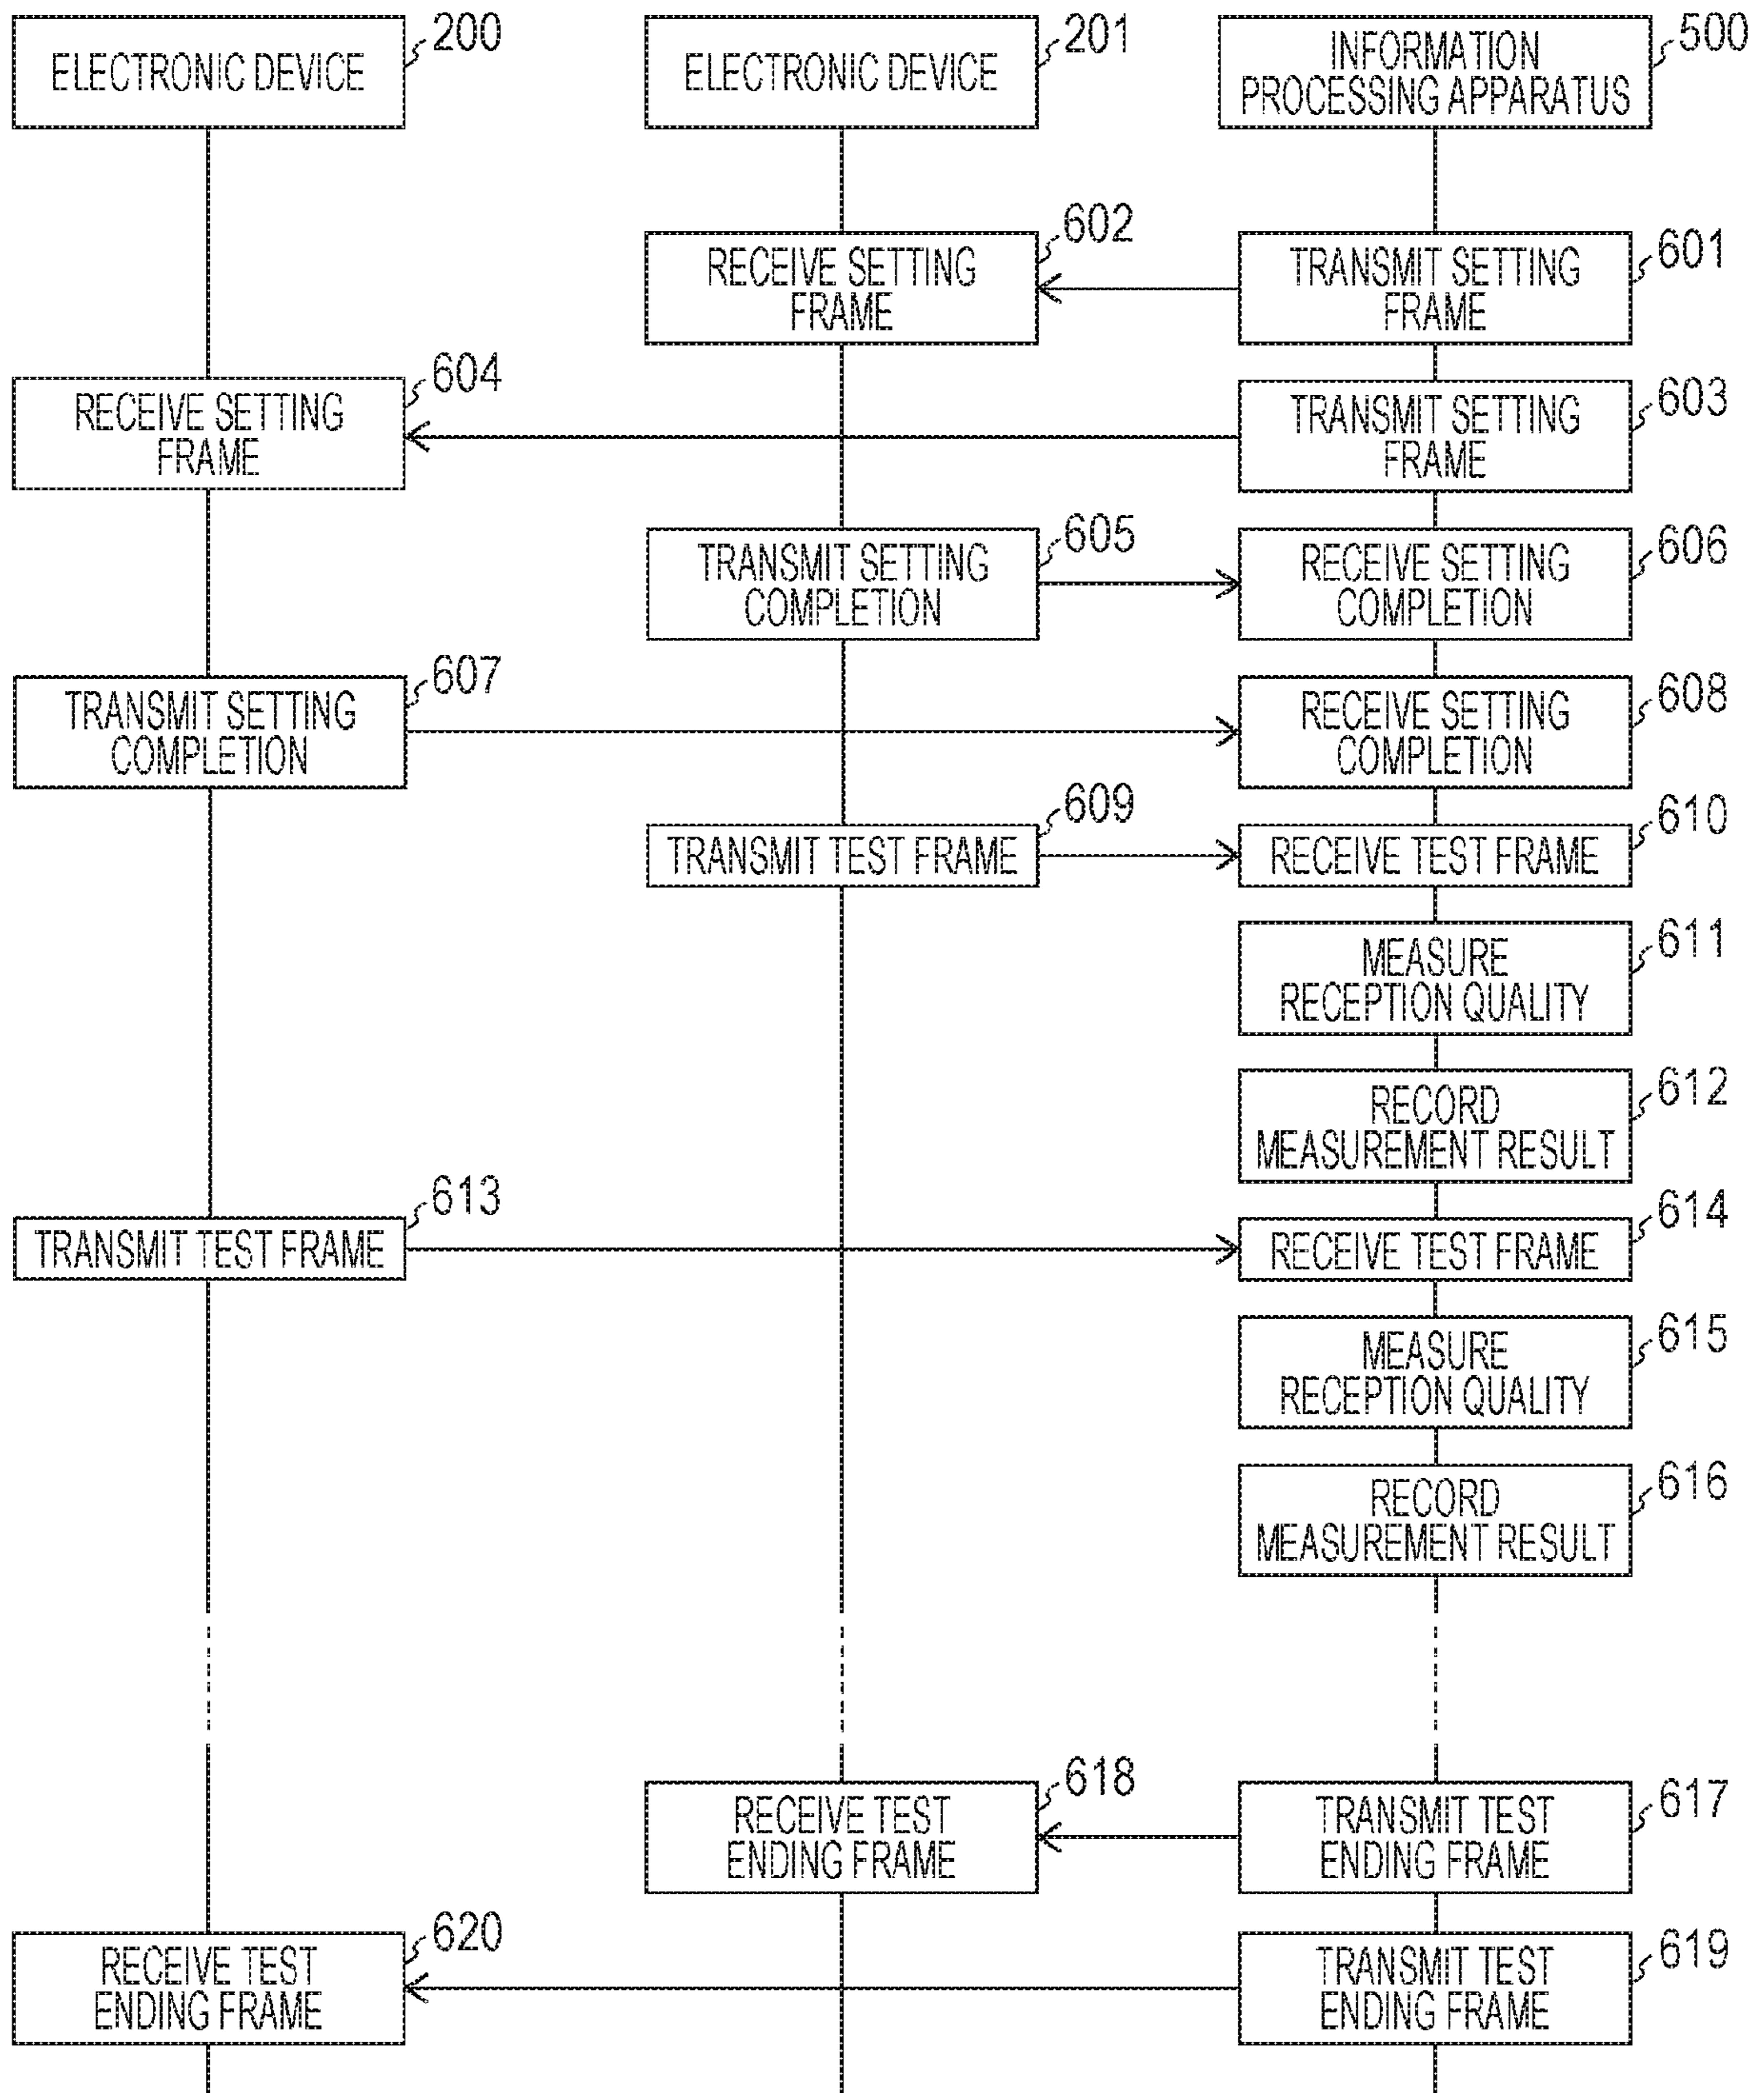 ELECTRONIC DEVICE
200
ELECTRONIC DEVICE
201
INFORMATION
PROCESSING APPARATUS
500
RECEIVE SETTING
FRAME
602
TRANSMIT SETTING
FRAME
601
RECEIVE SETTING
FRAME
604
TRANSMIT SETTING
FRAME
603
TRANSMIT SETTING
COMPLETION
605
RECEIVE SETTING
COMPLETION
606
TRANSMIT SETTING
COMPLETION
607
RECEIVE SETTING
COMPLETION
608
TRANSMIT TEST FRAME
609
RECEIVE TEST FRAME
610
MEASURE
RECEPTION QUALITY
611
RECORD
MEASUREMENT RESULT
612
TRANSMIT TEST FRAME
613
RECEIVE TEST FRAME
614
MEASURE
RECEPTION QUALITY
615
RECORD
MEASUREMENT RESULT
616
RECEIVE TEST
ENDING FRAME
618
TRANSMIT TEST
ENDING FRAME
617
RECEIVE TEST
ENDING FRAME
620
TRANSMIT TEST
ENDING FRAME
619